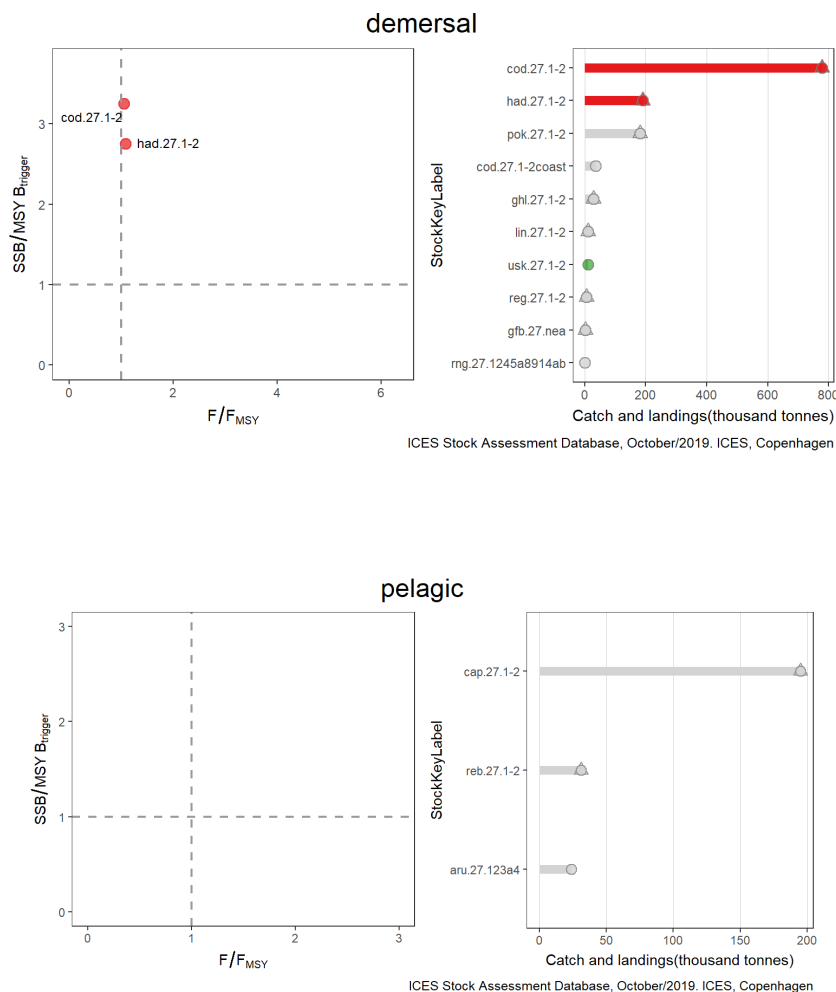 demersal
SSB/MSY Btrigger
3
2
1
0
cod.27.1-2
had.27.1-2
0
2
4
6
F/FMSY
StockKeyLabel
cod.27.1-2
had.27.1-2
pok.27.1-2
cod.27.1-2coast
ghl.27.1-2
lin.27.1-2
usk.27.1-2
reg.27.1-2
gfb.27.nea
rng.27.1245a8914ab
0
200
400
600
800
Catch and landings(thousand tonnes)
ICES Stock Assessment Database, October/2019. ICES, Copenhagen
pelagic
SSB/MSY Btrigger
3
2
1
0
0
1
2
3
F/FMSY
StockKeyLabel
cap.27.1-2
reb.27.1-2
aru.27.123a4
0
50
100
150
200
Catch and landings(thousand tonnes)
ICES Stock Assessment Database, October/2019. ICES, Copenhagen